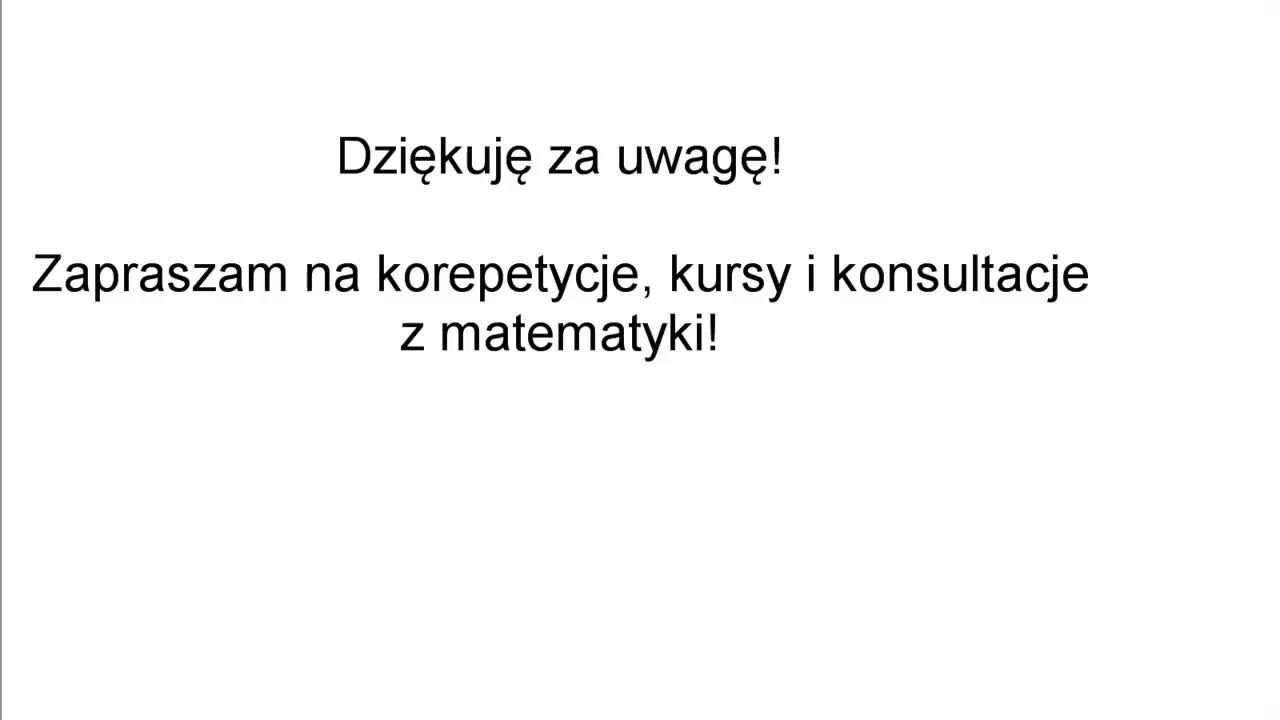 Dziękuję za uwagę!
Zapraszam na korepetycje, kursy i konsultacje
z matematyki!